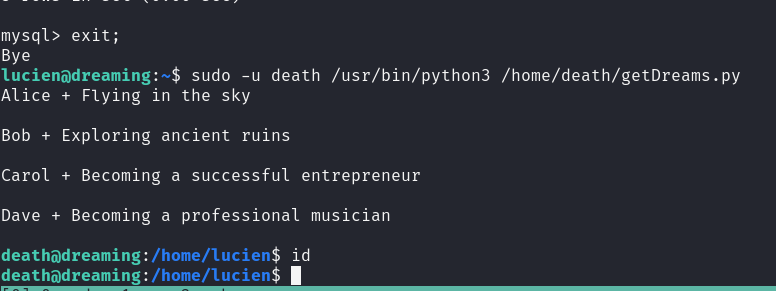 mysql> exit;
Bye
lucien@dreaming:~$ sudo -u death /usr/bin/python3 /home/death/getDreams.py
Alice + Flying in the sky
Bob + Exploring ancient ruins
Carol + Becoming a successful entrepreneur
Dave + Becoming a professional musician
death@dreaming:/home/lucien$ id
death@dreaming:/home/lucien$